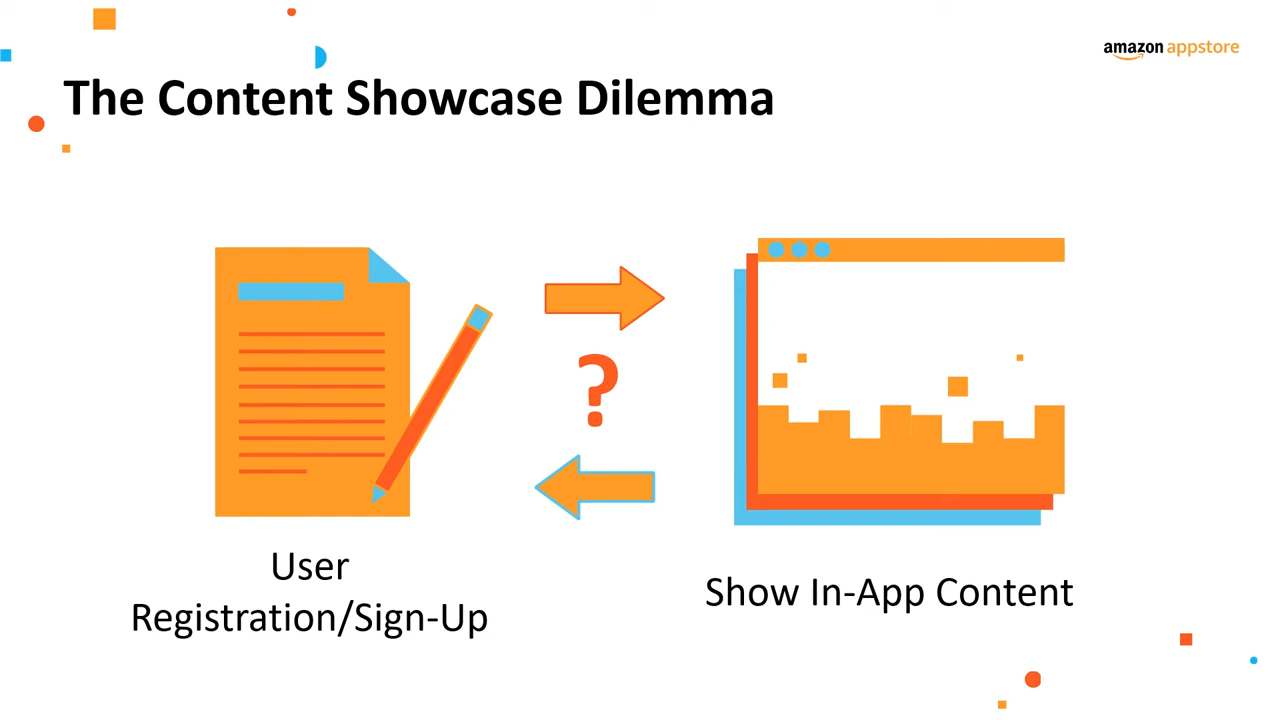 amazon appstore
The Content Showcase Dilemma
?
User
Registration/Sign-Up
Show In-App Content